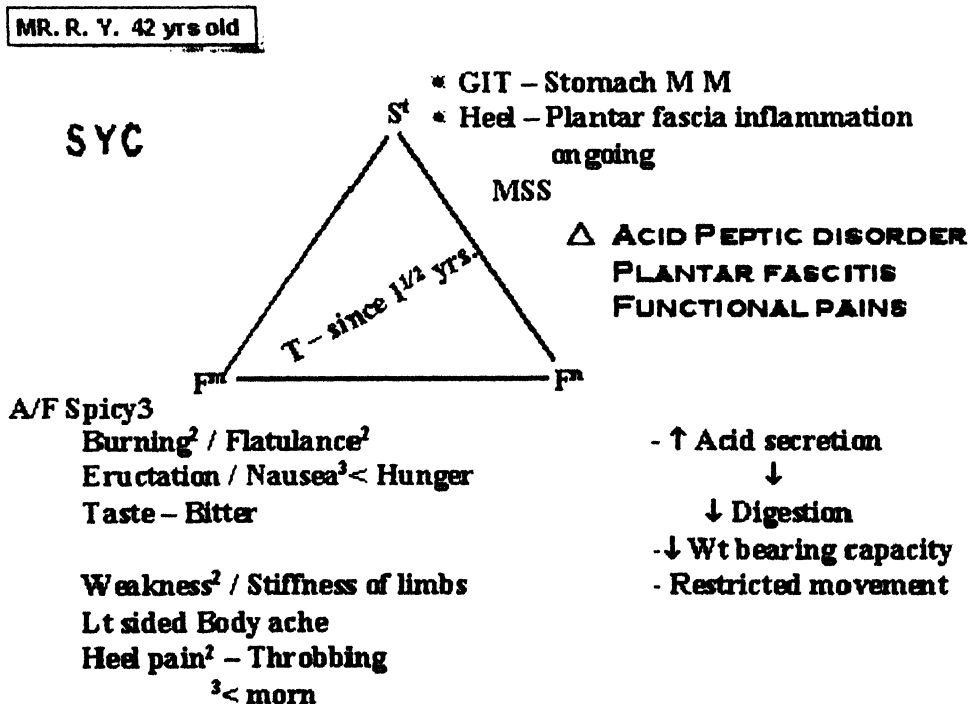 MR. R. Y. 42 yrs old
SYC
* GIT – Stomach M M
* Heel – Plantar fascia inflammation
ongoing
MSS
Sᵗ
Δ ACID PEPTIC DISORDER
PLANTAR FASCITIS
FUNCTIONAL PAINS
T – since 1¹ᐟ² yrs.
Fᵐ
Fⁿ
A/F Spicy3
Burning² / Flatulance²
Eructation / Nausea³< Hunger
Taste – Bitter
Weakness² / Stiffness of limbs
Lt sided Body ache
Heel pain² – Throbbing
³< morn
- ↑ Acid secretion
↓
↓ Digestion
-↓ Wt bearing capacity
- Restricted movement